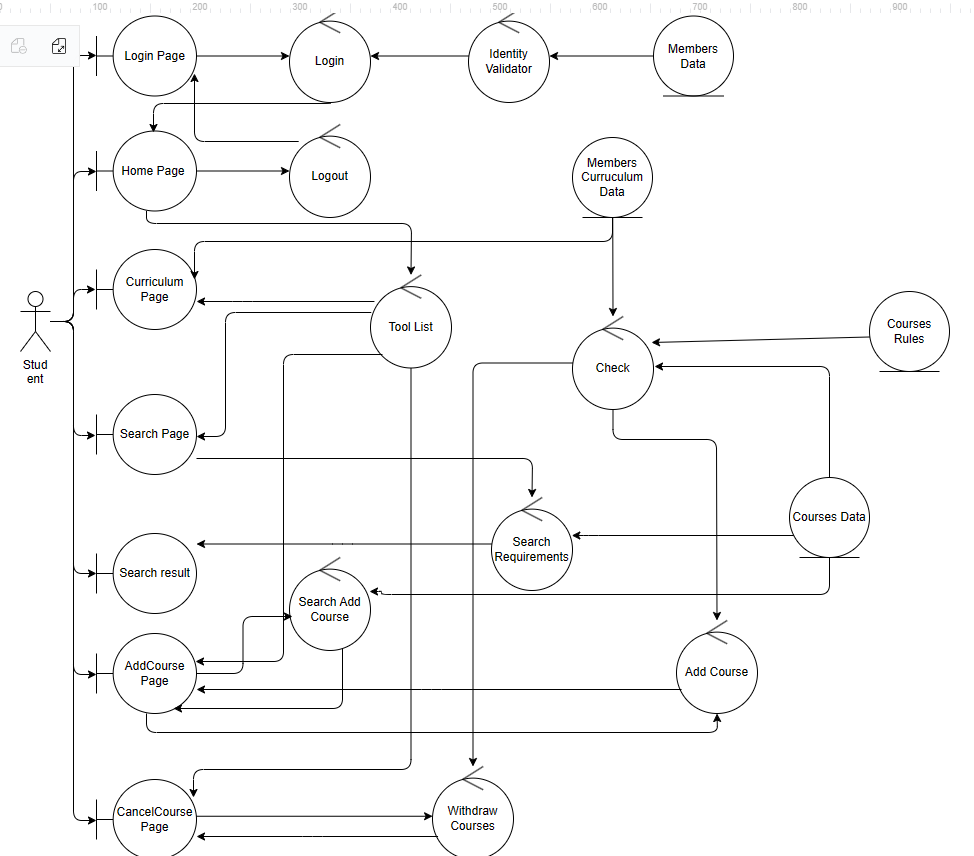 0
100
200
300
400
500
600
700
800
900
Login Page
Login
Identity
Validator
Members
Data
Home Page
Logout
Members
Curruculum
Data
Curriculum
Page
Tool List
Check
Courses
Rules
Stud
ent
Search Page
Search
Requirements
Courses Data
Search result
Search Add
Course
AddCourse
Page
Add Course
CancelCourse
Page
Withdraw
Courses